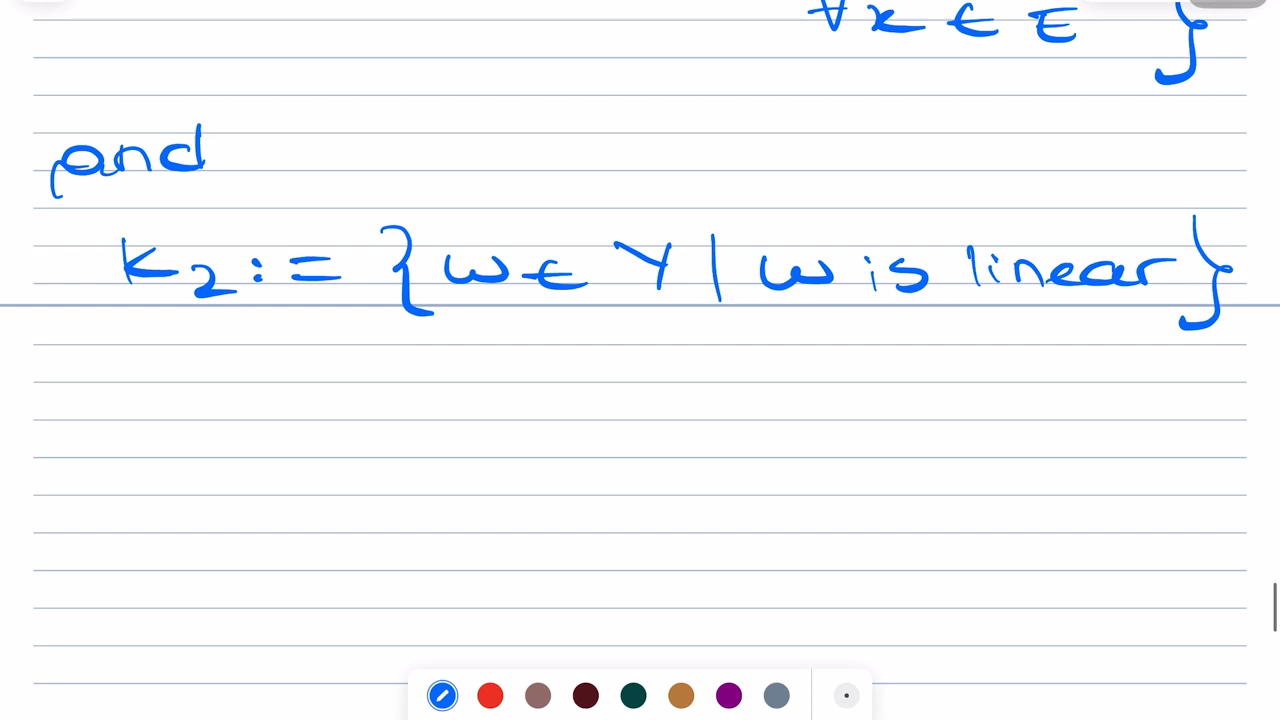 ∀x ∈ E }
and
K₂ := {ω ∈ Y | ω is linear}